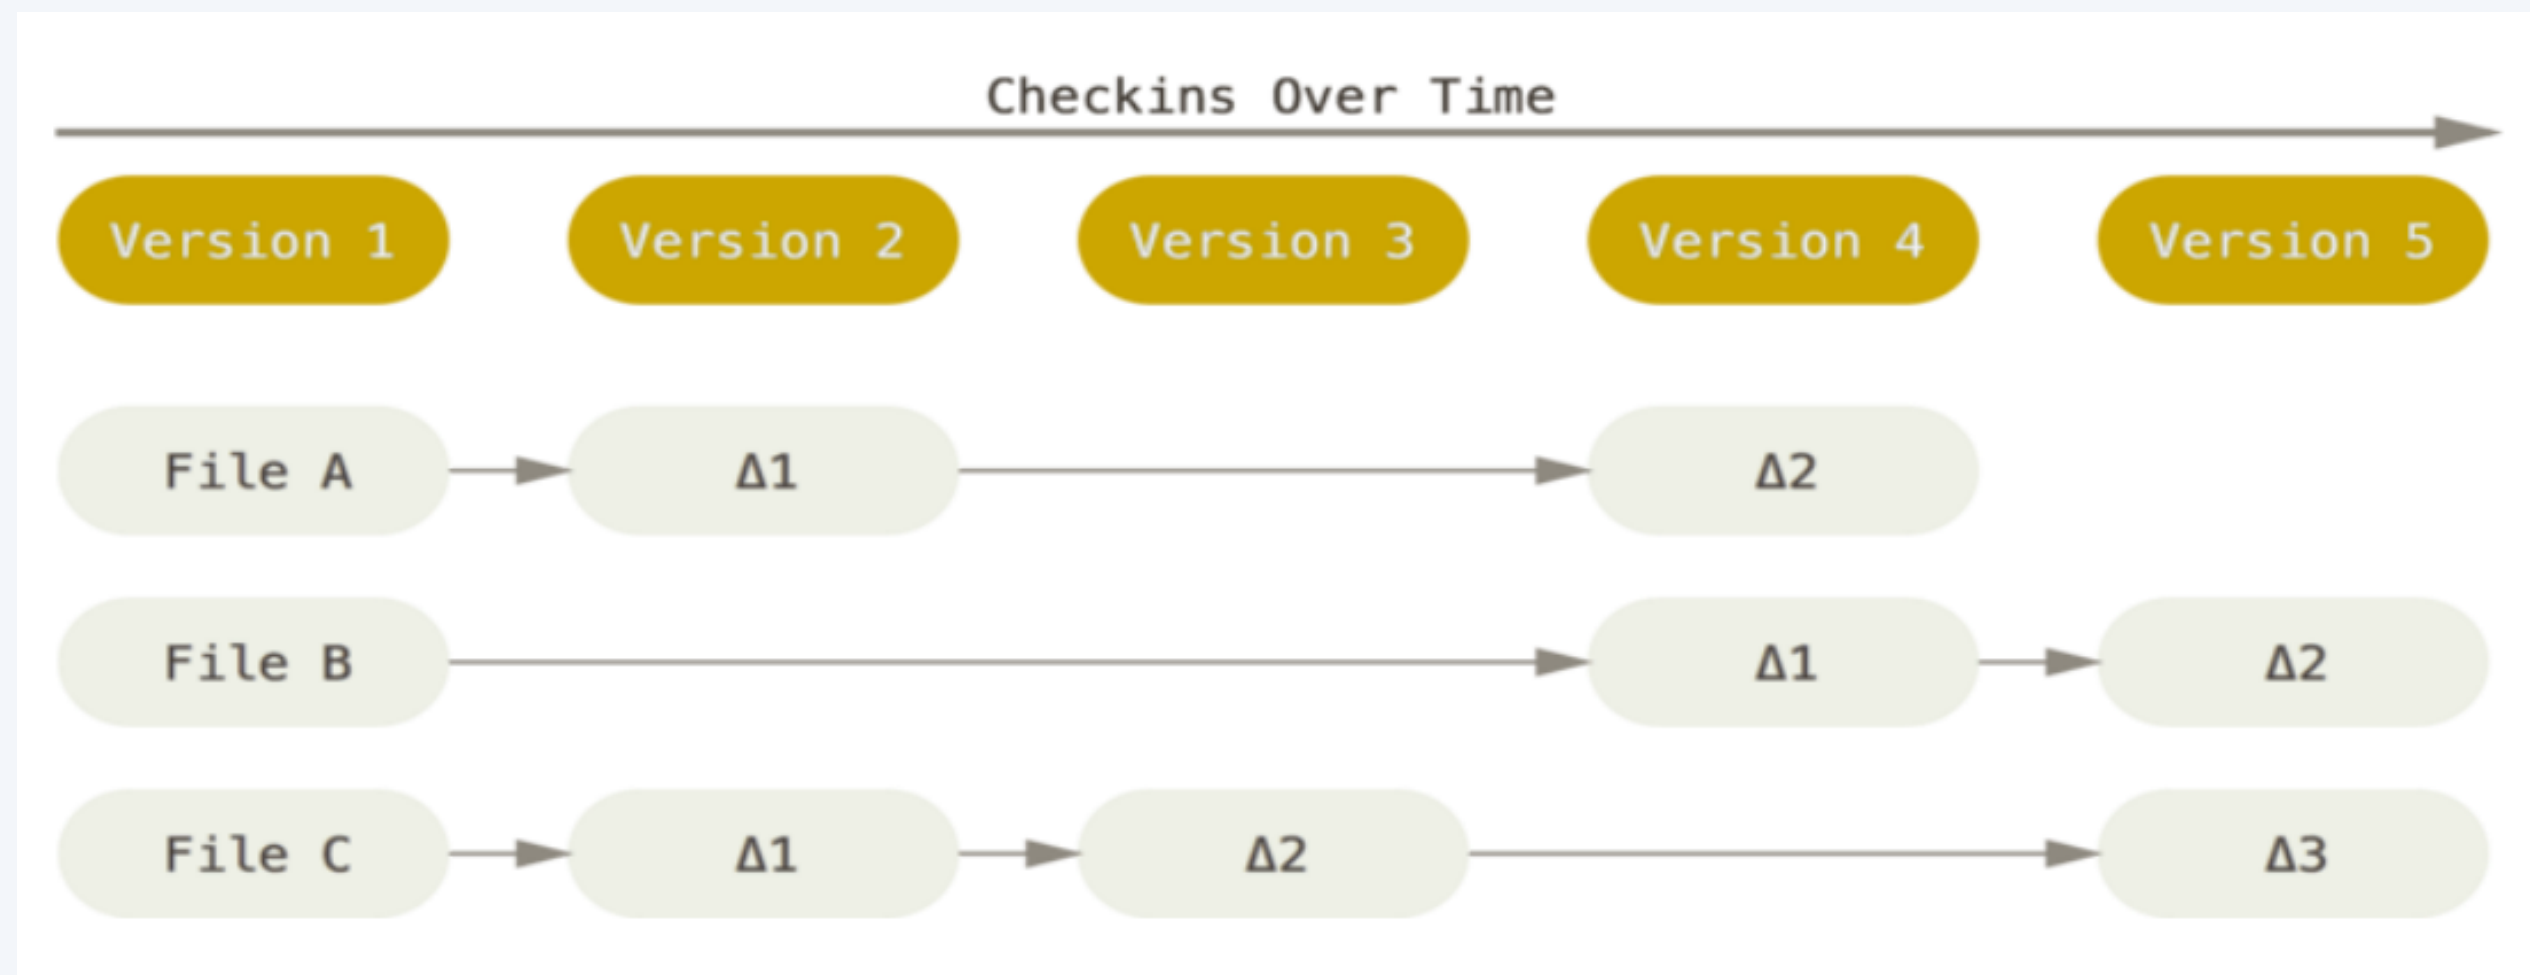 Checkins Over Time
Version 1 Version 2 Version 3 Version 4 Version 5
File A Δ1 Δ2
File B Δ1 Δ2
File C Δ1 Δ2 Δ3